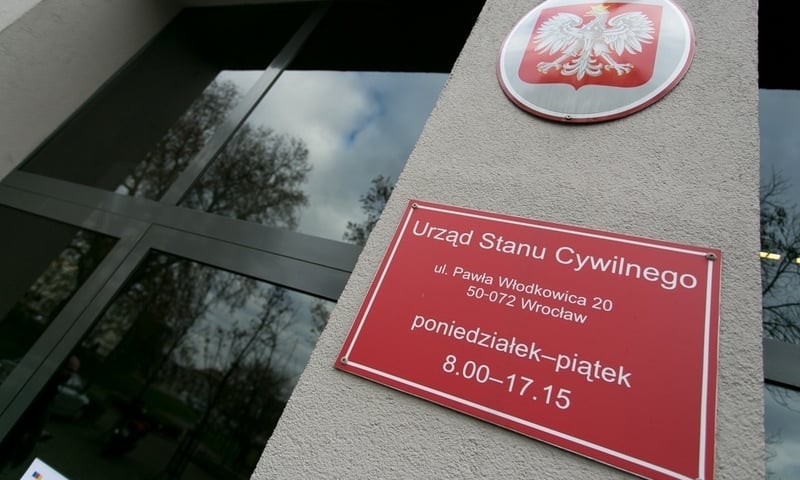 Urząd Stanu Cywilnego
ul. Pawła Włodkowica 20
50-072 Wrocław
poniedziałek–piątek
8.00–17.15